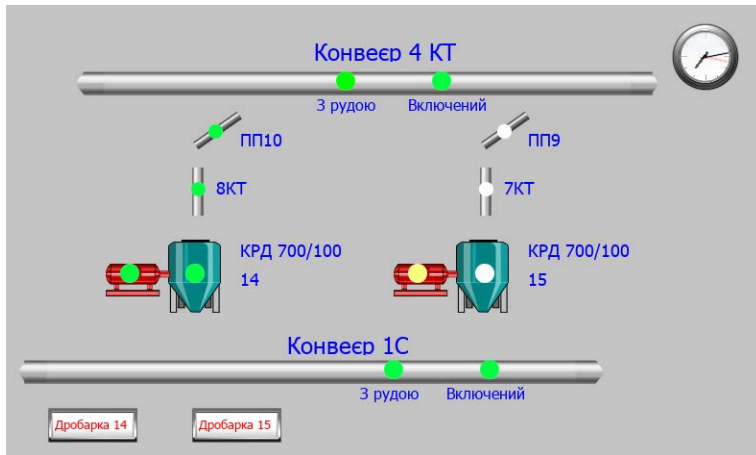 Конвеєр 4 КТ
З рудою
Включений
ПП10
ПП9
8КТ
7КТ
КРД 700/100
14
КРД 700/100
15
Конвеєр 1С
З рудою
Включений
Дробарка 14
Дробарка 15